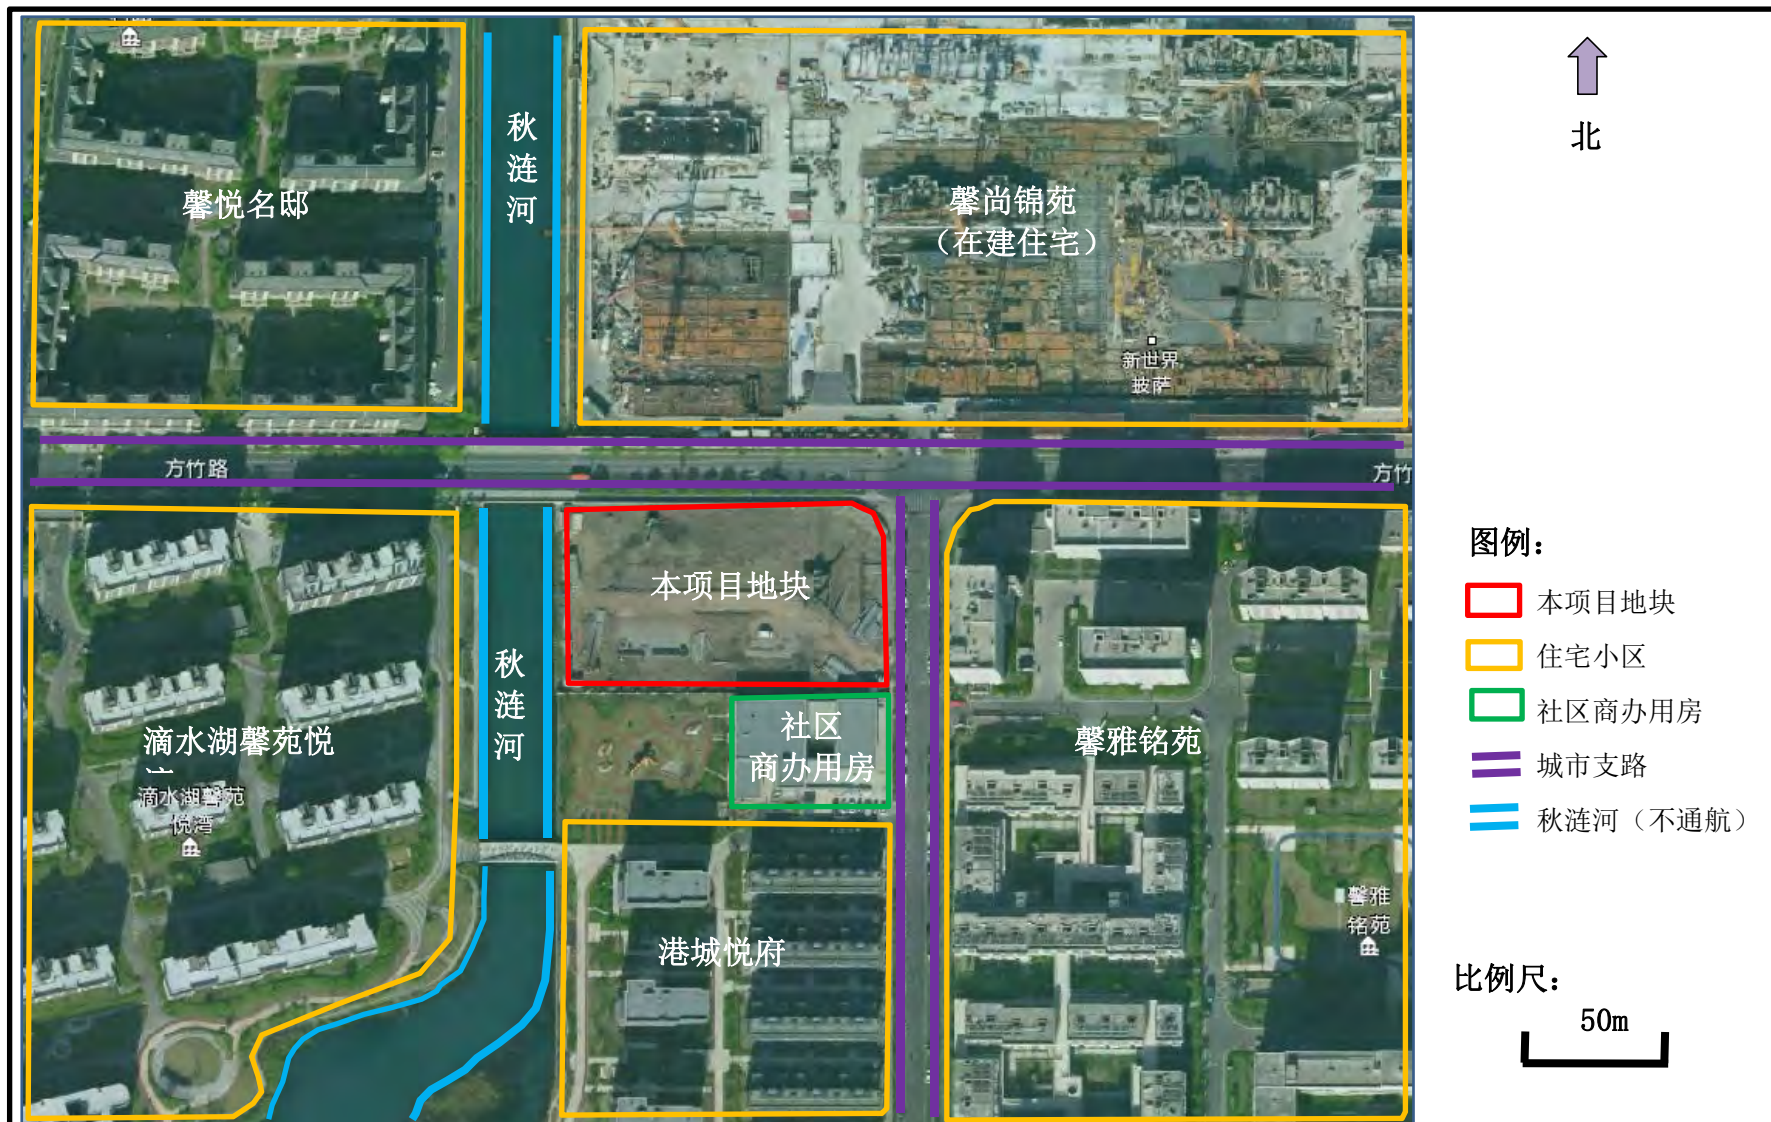 北
秋
涟
河
馨悦名邸
馨尚锦苑
（在建住宅）
新世界
披萨
方竹路
方竹
本项目地块
秋
涟
河
社区
商办用房
滴水湖馨苑悦
滴水湖馨苑
悦湾
馨雅铭苑
馨雅
铭苑
港城悦府
图例：
本项目地块
住宅小区
社区商办用房
城市支路
秋涟河（不通航）
比例尺：
50m